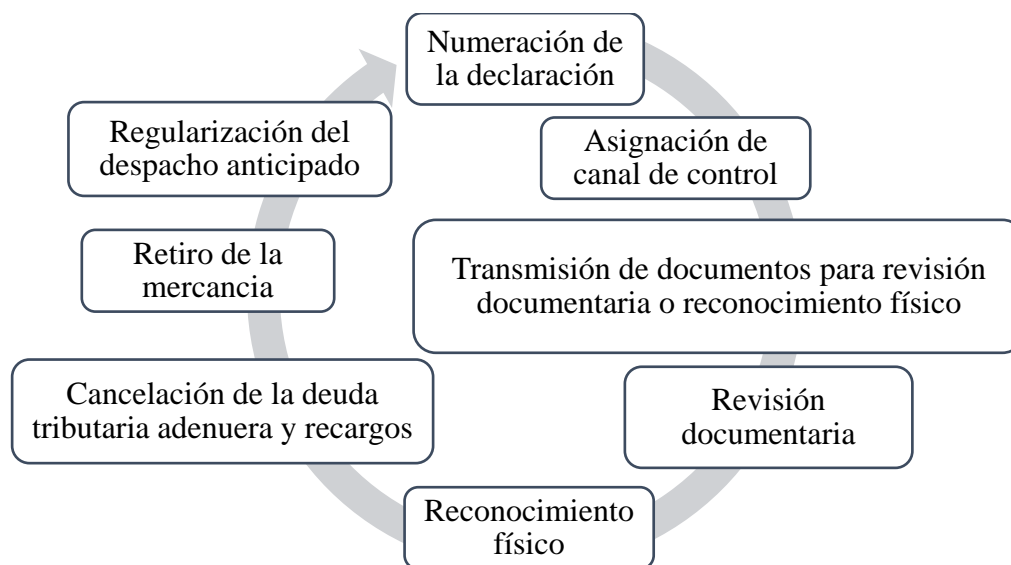 Numeración de
la declaración
Asignación de
canal de control
Transmisión de documentos para revisión
documentaria o reconocimiento físico
Revisión
documentaria
Reconocimiento
físico
Cancelación de la deuda
tributaria adenuera y recargos
Retiro de la
mercancia
Regularización del
despacho anticipado